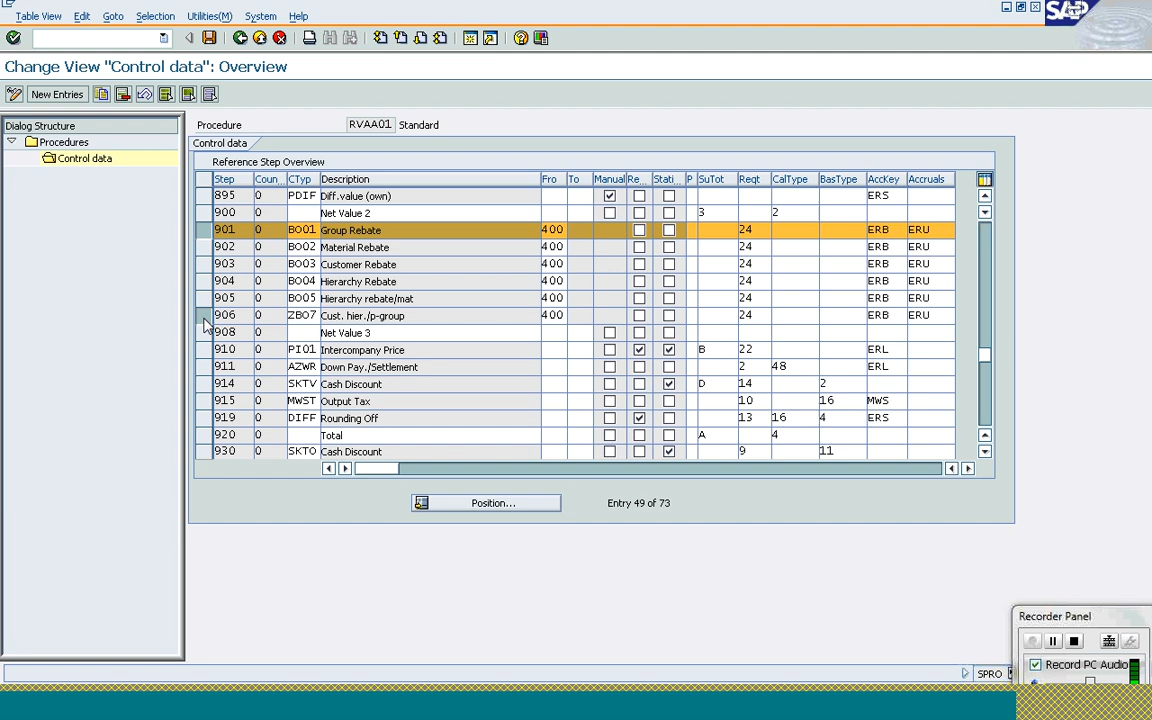 Table View Edit Goto Selection Utilities(M) System Help
SAP
Change View "Control data": Overview
New Entries
Dialog Structure
Procedures
Control data
Procedure RVAA01 Standard
Control data
Reference Step Overview
Step Coun... CTyp Description Fro To Manual Re... Stati... P SuTot Reqt CalType BasType AccKey Accruals
895 0 PDIF Diff.value (own) ERS
900 0 Net Value 2 3 2
901 0 BO01 Group Rebate 400 24 ERB ERU
902 0 BO02 Material Rebate 400 24 ERB ERU
903 0 BO03 Customer Rebate 400 24 ERB ERU
904 0 BO04 Hierarchy Rebate 400 24 ERB ERU
905 0 BO05 Hierarchy rebate/mat 400 24 ERB ERU
906 0 ZBO7 Cust. hier./p-group 400 24 ERB ERU
908 0 Net Value 3
910 0 PI01 Intercompany Price B 22 ERL
911 0 AZWR Down Pay./Settlement 2 48 ERL
914 0 SKTV Cash Discount D 14 2
915 0 MWST Output Tax 10 16 MWS
919 0 DIFF Rounding Off 13 16 4 ERS
920 0 Total A 4
930 0 SKTO Cash Discount 9 11
Position... Entry 49 of 73
Recorder Panel
Record PC Audio
SPRO